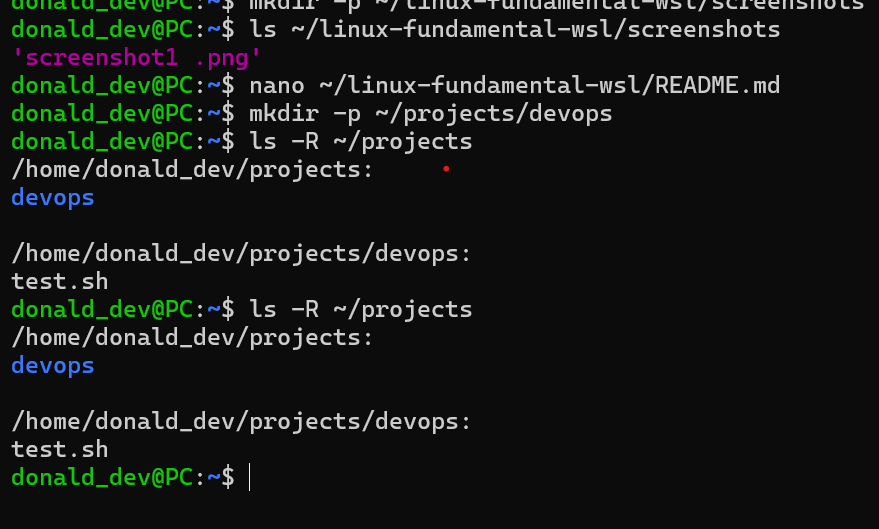 donald_dev@PC:~$ mkdir -p ~/linux-fundamental-wsl/screenshots
donald_dev@PC:~$ ls ~/linux-fundamental-wsl/screenshots
'screenshot1 .png'
donald_dev@PC:~$ nano ~/linux-fundamental-wsl/README.md
donald_dev@PC:~$ mkdir -p ~/projects/devops
donald_dev@PC:~$ ls -R ~/projects
/home/donald_dev/projects:
devops

/home/donald_dev/projects/devops:
test.sh
donald_dev@PC:~$ ls -R ~/projects
/home/donald_dev/projects:
devops

/home/donald_dev/projects/devops:
test.sh
donald_dev@PC:~$